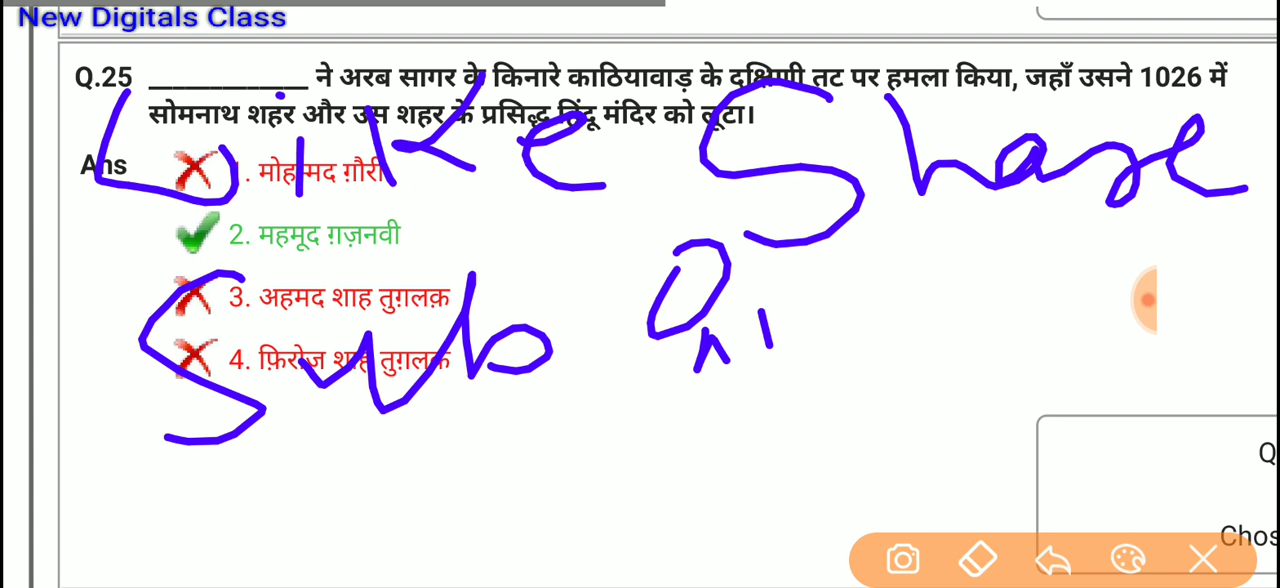 New Digitals Class
Q.25 __________ ने अरब सागर के किनारे काठियावाड़ के दक्षिणी तट पर हमला किया, जहाँ उसने 1026 में
सोमनाथ शहर और उस शहर के प्रसिद्ध हिंदू मंदिर को लूटा।
Like Share
Ans 1. मोहम्मद ग़ौरी
2. महमूद ग़ज़नवी
3. अहमद शाह तुग़लक़
4. फ़िरोज शाह तुग़लक़
Sub
Q
Chos